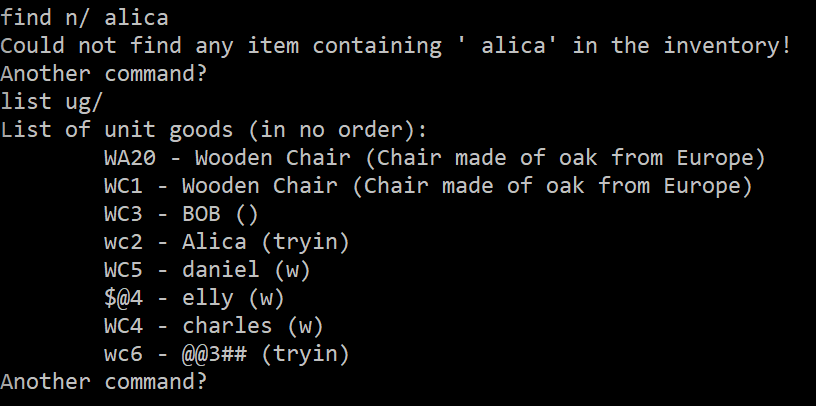 find n/ alica
Could not find any item containing ' alica' in the inventory!
Another command?
list ug/
List of unit goods (in no order):
WA20 - Wooden Chair (Chair made of oak from Europe)
WC1 - Wooden Chair (Chair made of oak from Europe)
WC3 - BOB ()
wc2 - Alica (tryin)
WC5 - daniel (w)
$@4 - elly (w)
WC4 - charles (w)
wc6 - @@3## (tryin)
Another command?